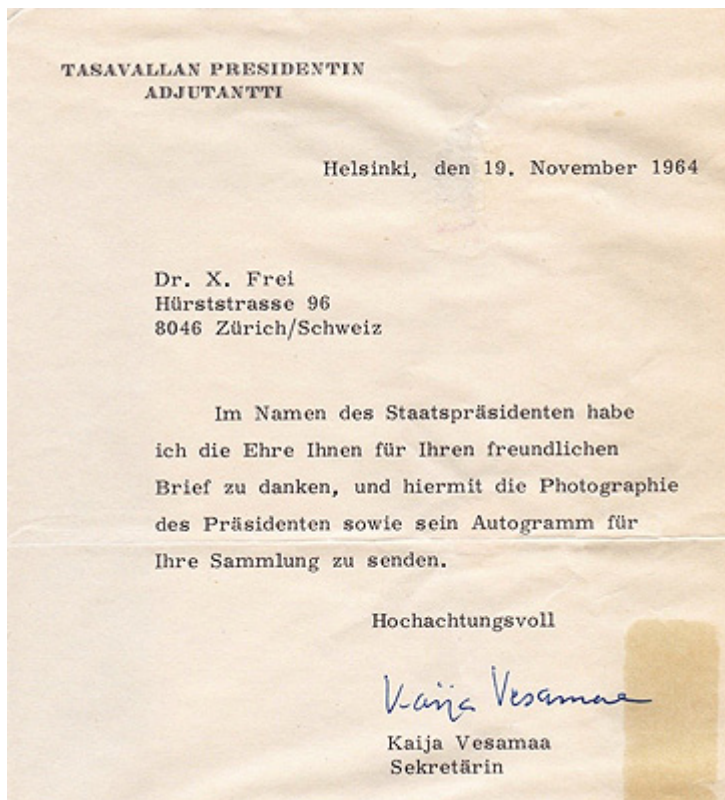 TASAVALLAN PRESIDENTIN
ADJUTANTTI
Helsinki, den 19. November 1964
Dr. X. Frei
Hürststrasse 96
8046 Zürich/Schweiz
Im Namen des Staatspräsidenten habe
ich die Ehre Ihnen für Ihren freundlichen
Brief zu danken, und hiermit die Photographie
des Präsidenten sowie sein Autogramm für
Ihre Sammlung zu senden.
Hochachtungsvoll
Kaija Vesamaa
Kaija Vesamaa
Sekretärin